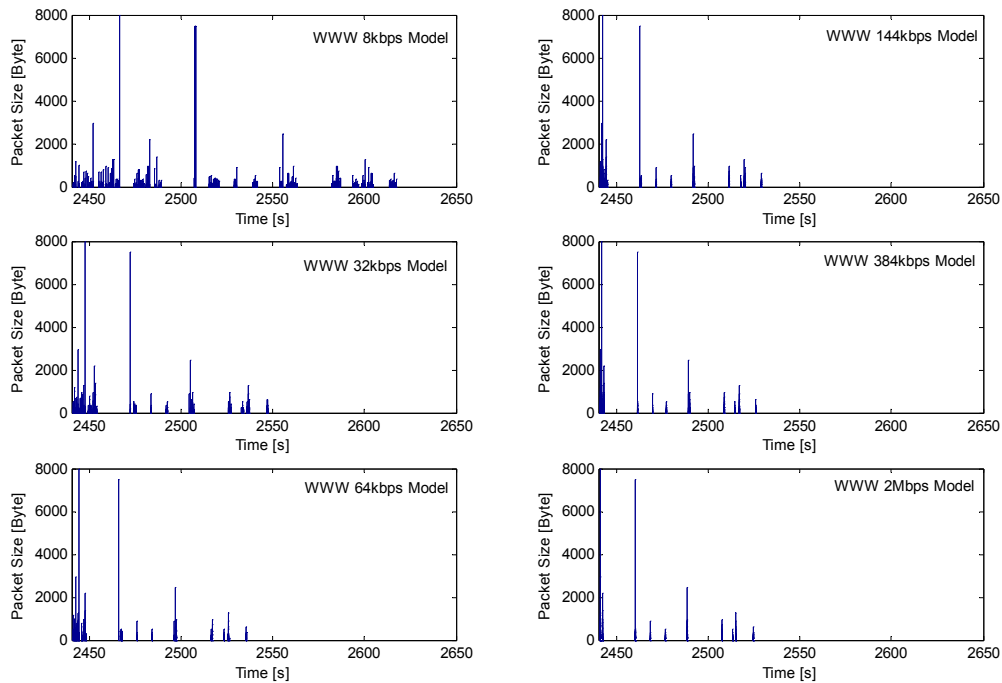 WWW 8kbps Model
Packet Size [Byte]
8000
6000
4000
2000
0
2450 2500 2550 2600 2650
Time [s]
WWW 144kbps Model
Packet Size [Byte]
8000
6000
4000
2000
0
2450 2500 2550 2600 2650
Time [s]
WWW 32kbps Model
Packet Size [Byte]
8000
6000
4000
2000
0
2450 2500 2550 2600 2650
Time [s]
WWW 384kbps Model
Packet Size [Byte]
8000
6000
4000
2000
0
2450 2500 2550 2600 2650
Time [s]
WWW 64kbps Model
Packet Size [Byte]
8000
6000
4000
2000
0
2450 2500 2550 2600 2650
Time [s]
WWW 2Mbps Model
Packet Size [Byte]
8000
6000
4000
2000
0
2450 2500 2550 2600 2650
Time [s]